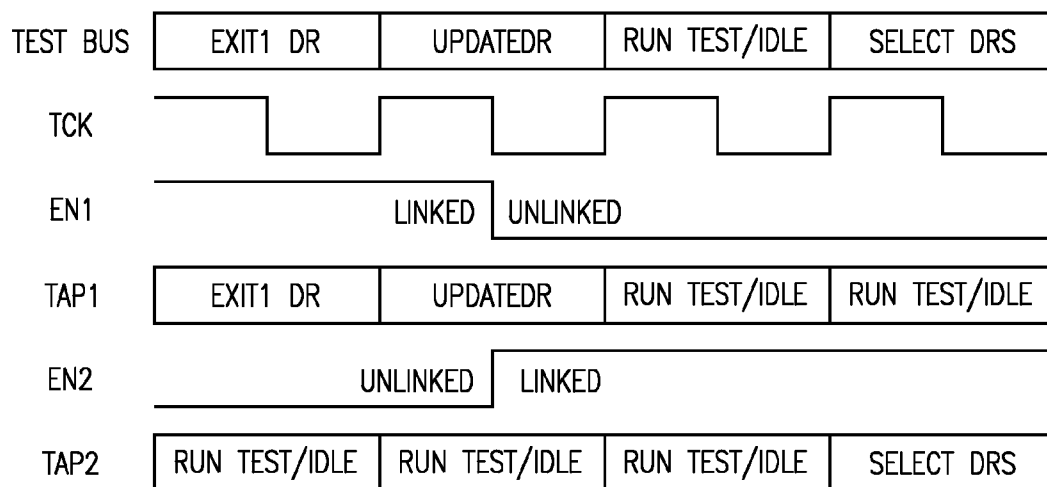 TEST BUS EXIT1 DR UPDATEDR RUN TEST/IDLE SELECT DRS
TCK
EN1 LINKED UNLINKED
TAP1 EXIT1 DR UPDATEDR RUN TEST/IDLE RUN TEST/IDLE
EN2 UNLINKED LINKED
TAP2 RUN TEST/IDLE RUN TEST/IDLE RUN TEST/IDLE SELECT DRS